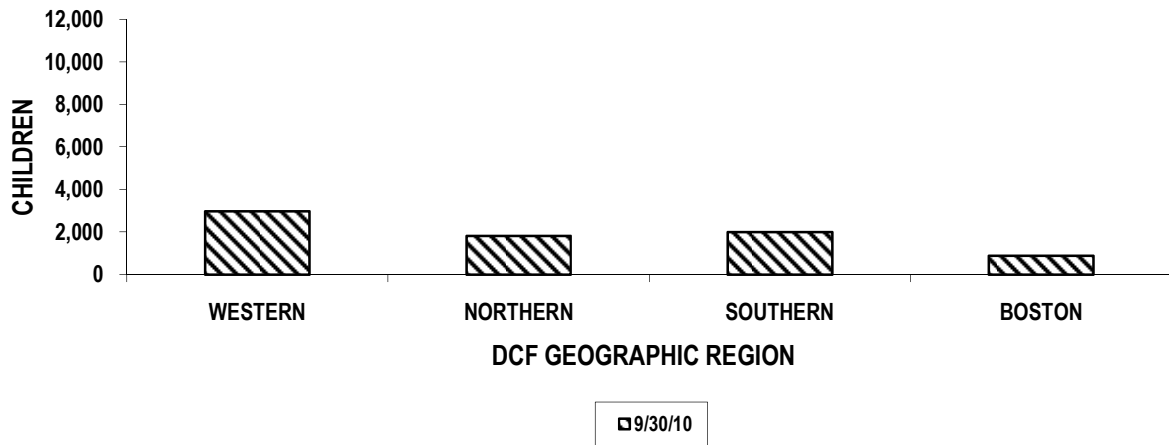 12,000
10,000
8,000
6,000
4,000
2,000
0
CHILDREN
WESTERN NORTHERN SOUTHERN BOSTON
DCF GEOGRAPHIC REGION
9/30/10